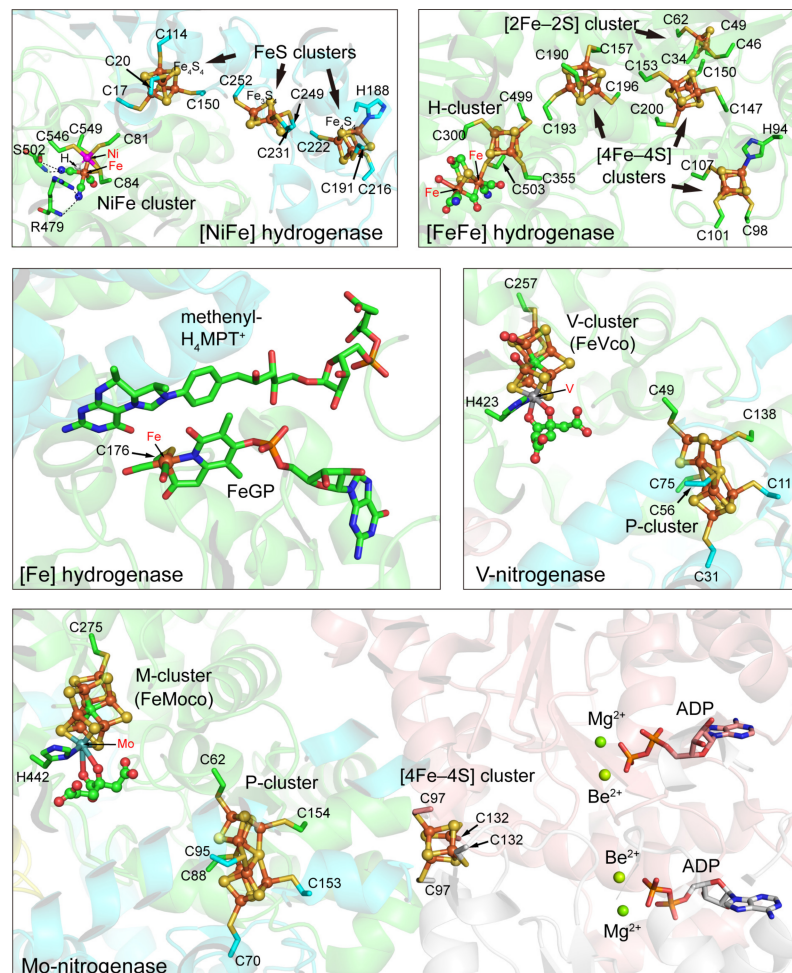 C114
C20
Fe₄S₄
FeS clusters
C17
C150
C252
Fe₃S
C249
H188
C231
C222
C191
C216
C549
C546
C81
S502
H
Ni
Fe
C84
NiFe cluster
R479
[NiFe] hydrogenase
[2Fe–2S] cluster
C62
C49
C46
C190
C157
C34
C153
C150
C196
C200
C147
H-cluster
C499
C300
C193
[4Fe–4S]
clusters
H94
C107
Fe
Fe
C503
C355
C101
C98
[FeFe] hydrogenase
methenyl-
H₄MPT⁺
Fe
C176
FeGP
[Fe] hydrogenase
C257
V-cluster
(FeVco)
V
H423
C49
C138
C75
C11
C56
P-cluster
C31
V-nitrogenase
C275
M-cluster
(FeMoco)
Mo
H442
C62
P-cluster
C154
C95
C88
C153
C70
[4Fe–4S] cluster
C97
C132
C132
C97
Mg²⁺
ADP
Be²⁺
Be²⁺
ADP
Mg²⁺
Mo-nitrogenase